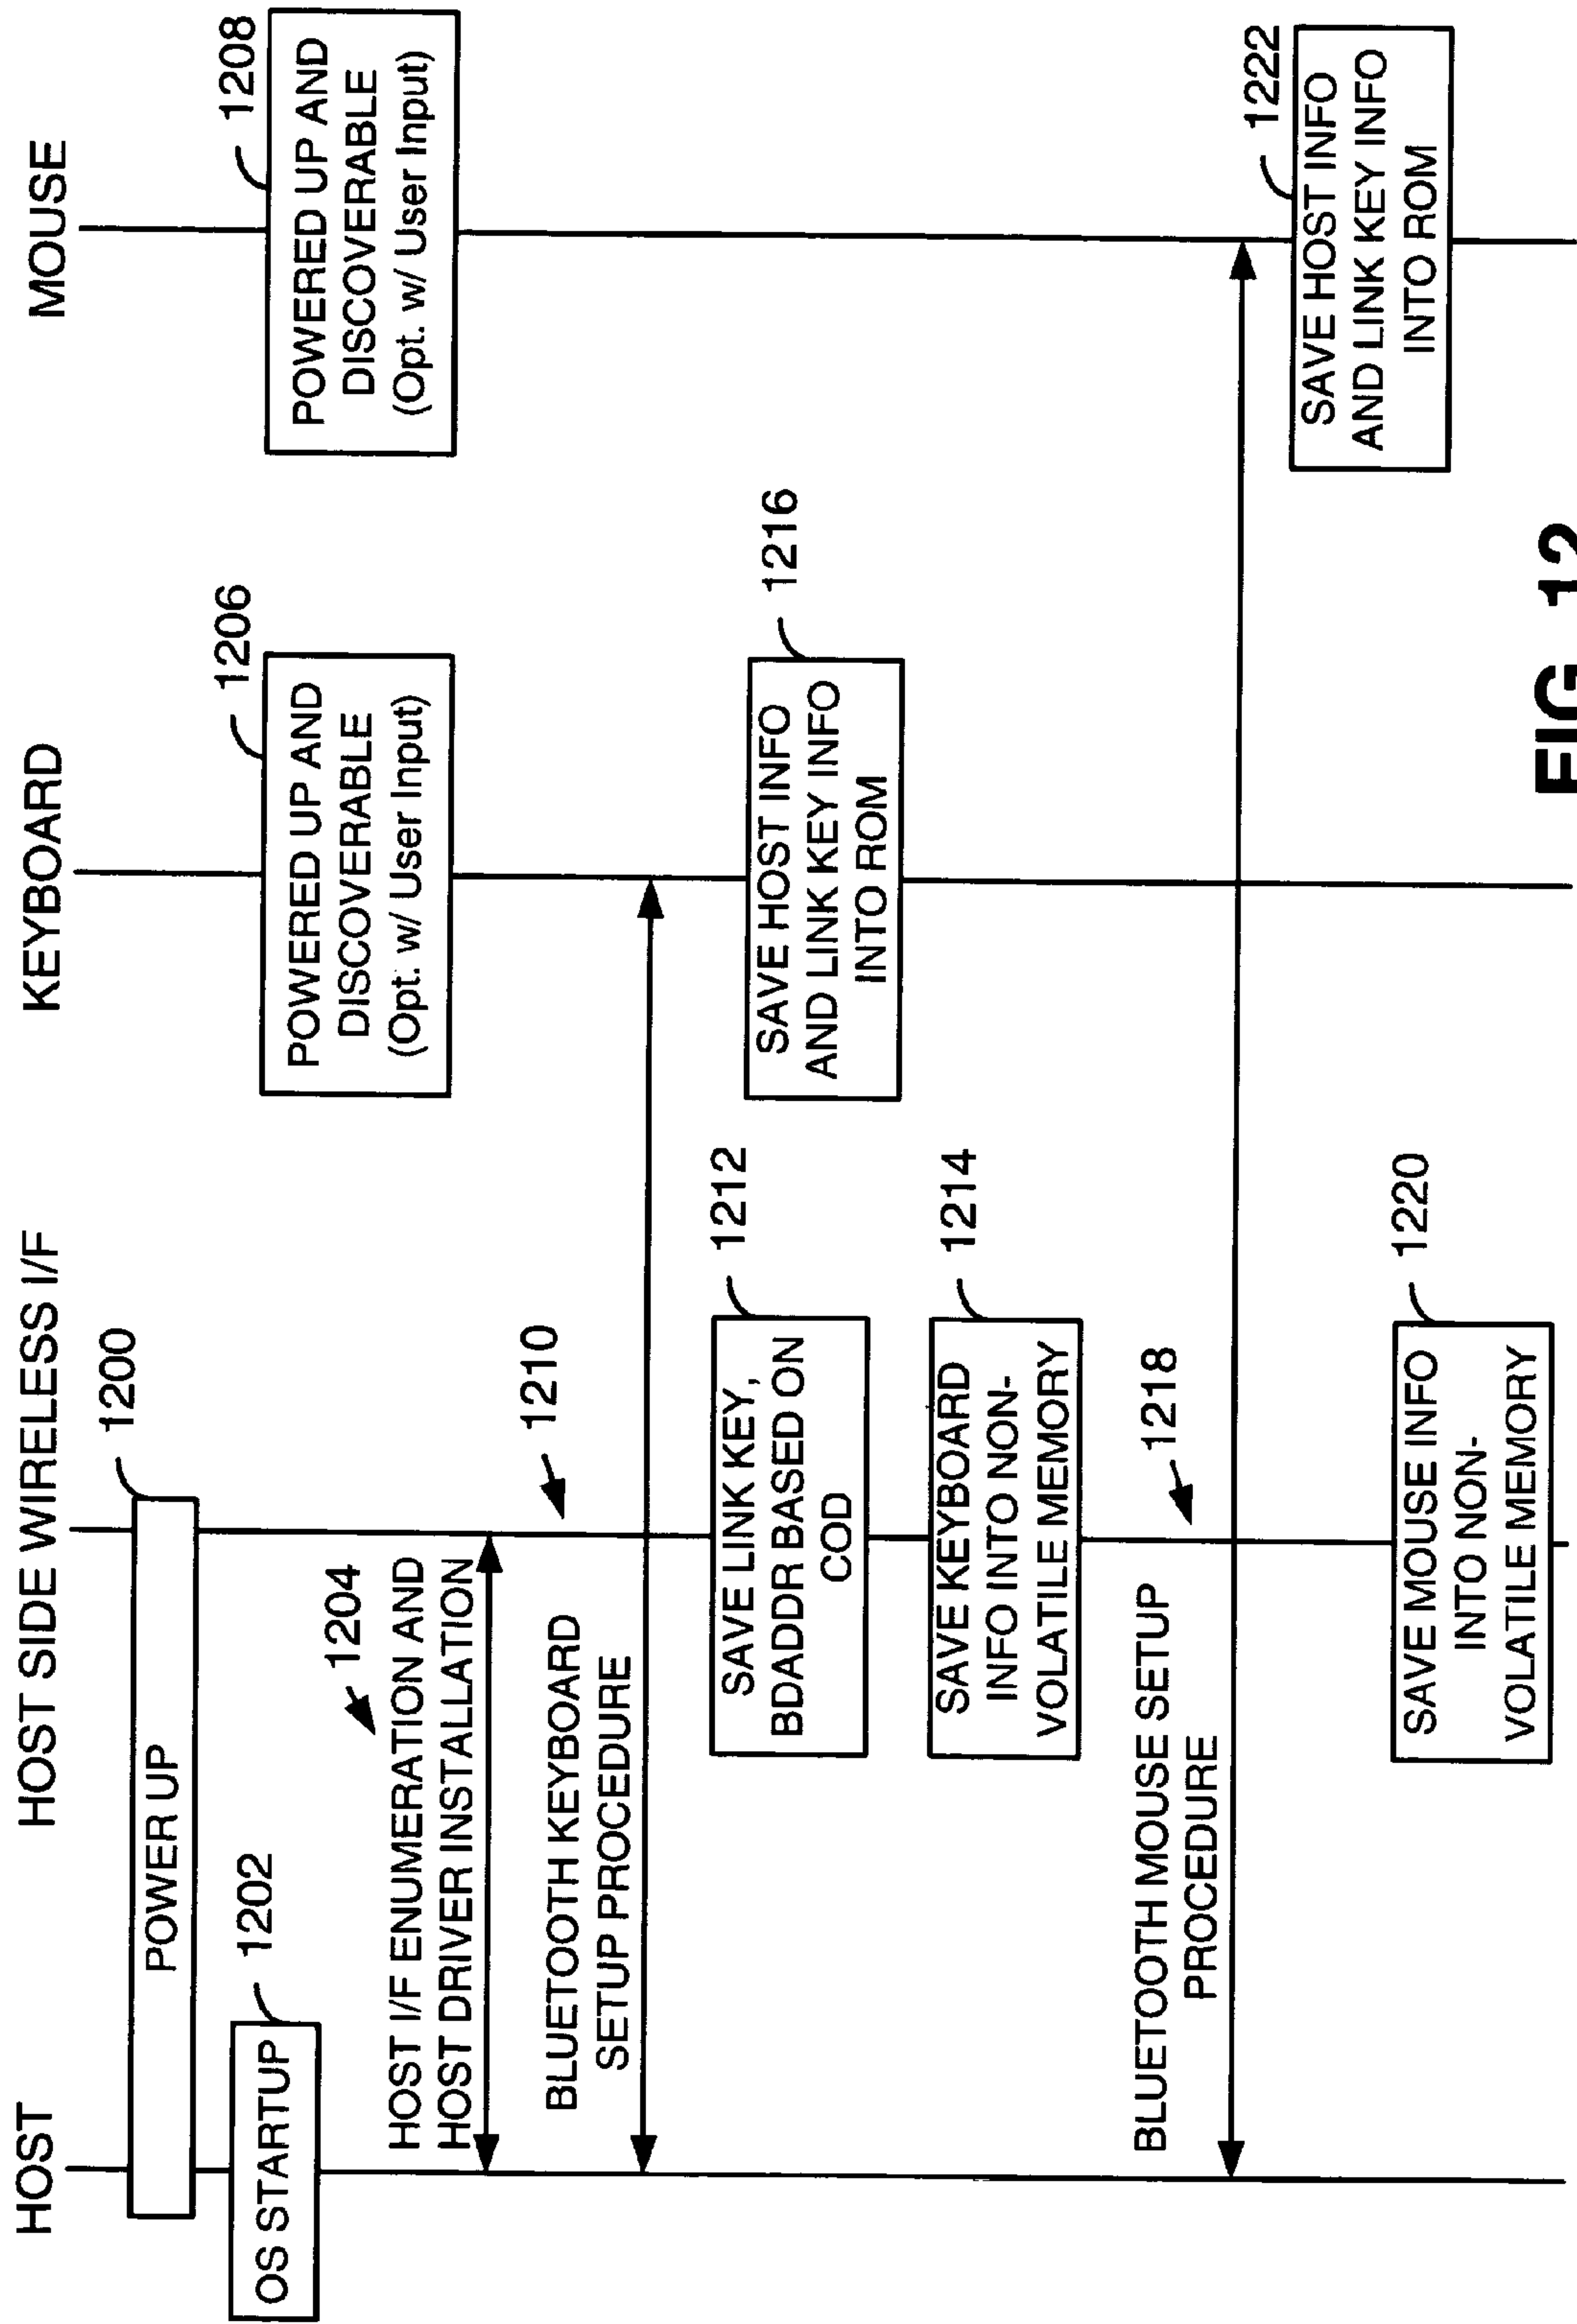 HOST
HOST SIDE WIRELESS I/F
KEYBOARD
MOUSE
POWER UP
1200
OS STARTUP
1202
1204
HOST I/F ENUMERATION AND
HOST DRIVER INSTALLATION
POWERED UP AND
DISCOVERABLE
(Opt. w/ User Input)
1206
POWERED UP AND
DISCOVERABLE
(Opt. w/ User Input)
1208
BLUETOOTH KEYBOARD
SETUP PROCEDURE
1210
SAVE LINK KEY,
BDADDR BASED ON
COD
1212
SAVE KEYBOARD
INFO INTO NON-
VOLATILE MEMORY
1214
SAVE HOST INFO
AND LINK KEY INFO
INTO ROM
1216
BLUETOOTH MOUSE SETUP
PROCEDURE
1218
SAVE MOUSE INFO
INTO NON-
VOLATILE MEMORY
1220
SAVE HOST INFO
AND LINK KEY INFO
INTO ROM
1222
FIG. 12